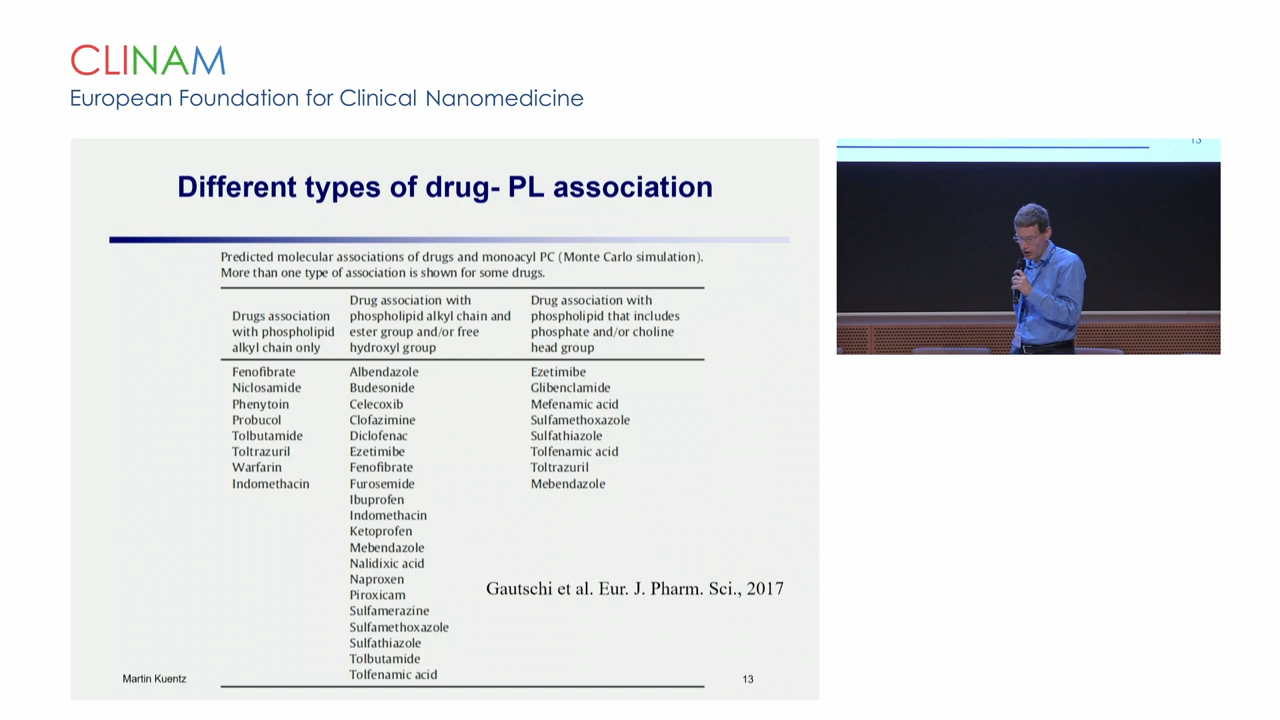 CLINAM
European Foundation for Clinical Nanomedicine
13
Different types of drug- PL association
Predicted molecular associations of drugs and monoacyl PC (Monte Carlo simulation).
More than one type of association is shown for some drugs.
Drugs association
with phospholipid
alkyl chain only
Drug association with
phospholipid alkyl chain and
ester group and/or free
hydroxyl group
Drug association with
phospholipid that includes
phosphate and/or choline
head group
Fenofibrate
Niclosamide
Phenytoin
Probucol
Tolbutamide
Toltrazuril
Warfarin
Indomethacin
Albendazole
Budesonide
Celecoxib
Clofazimine
Diclofenac
Ezetimibe
Fenofibrate
Furosemide
Ibuprofen
Indomethacin
Ketoprofen
Mebendazole
Nalidixic acid
Naproxen
Piroxicam
Sulfamerazine
Sulfamethoxazole
Sulfathiazole
Tolbutamide
Tolfenamic acid
Ezetimibe
Glibenclamide
Mefenamic acid
Sulfamethoxazole
Sulfathiazole
Tolfenamic acid
Toltrazuril
Mebendazole
Gautschi et al. Eur. J. Pharm. Sci., 2017
Martin Kuentz
13